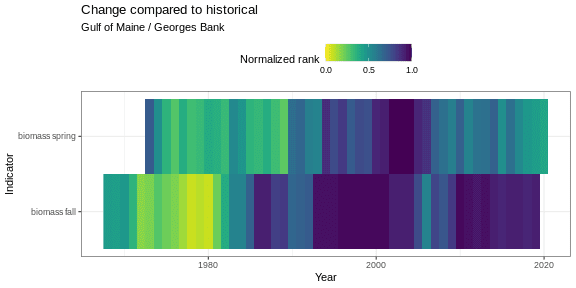 Change compared to historical
Gulf of Maine / Georges Bank
Normalized rank
0.0 0.5 1.0
biomass spring
biomass fall
Indicator
1980 2000 2020
Year